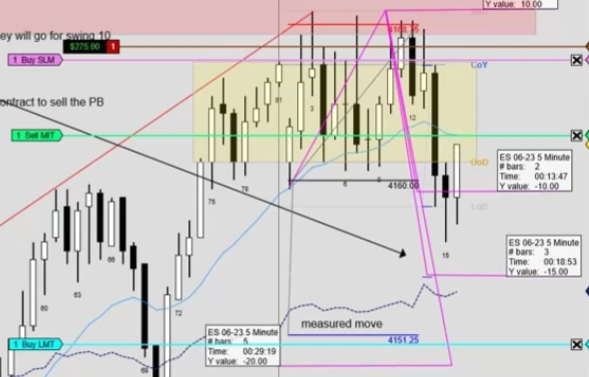 Y value: 10.00
4168.75
ey will go for swing 10
$275.00 1
1 Buy SLM
CoY
81
3
ontract to sell the PB
12
1 Sell MIT
OoD
ES 06-23 5 Minute
# bars: 2
Time: 00:13:47
Y value: -10.00
4160.00
6
8
78
75
LoD
ES 06-23 5 Minute
# bars: 3
Time: 00:18:53
Y value: -15.00
15
66
63
60
72
measured move
4151.25
ES 06-23 5 Minute
# bars: 5
Time: 00:29:19
Y value: -20.00
1 Buy LMT
69